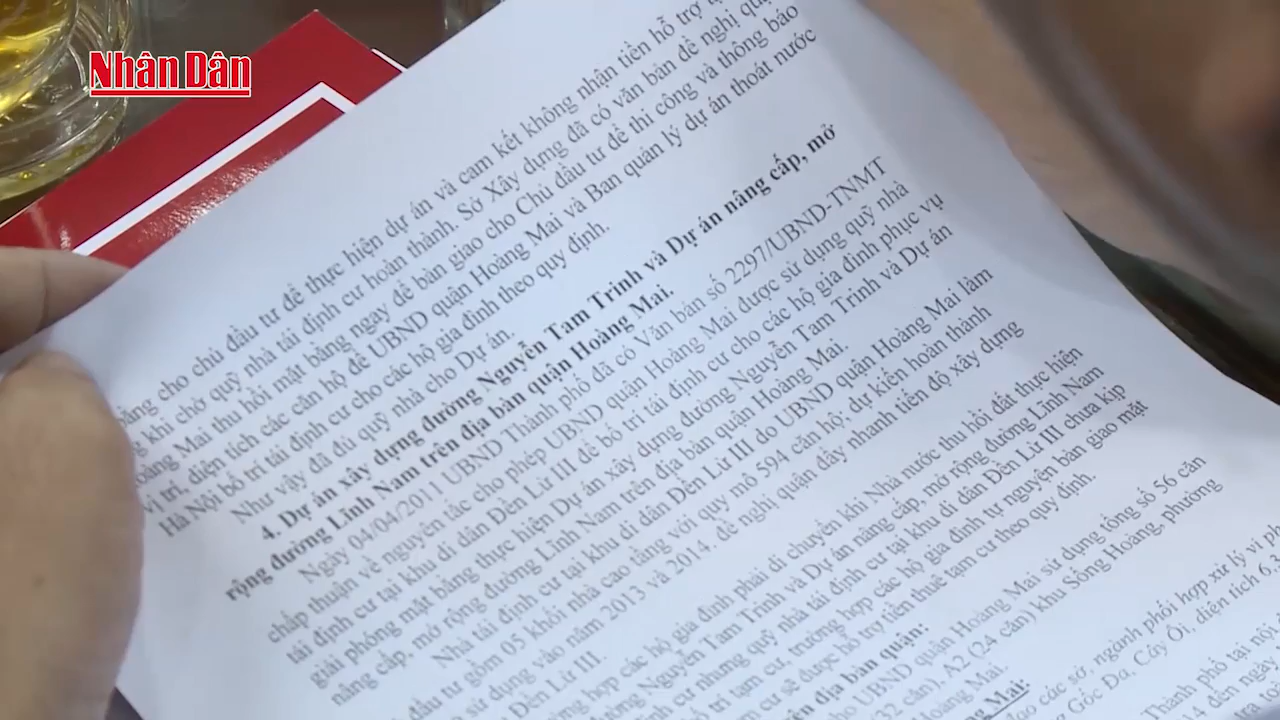 Nhân Dân
ằng cho chủ đầu tư để thực hiện dự án và cam kết không nhận tiền hỗ trợ
khi chờ quỹ nhà tái định cư hoàn thành. Sở Xây dựng đã có văn bản đề nghị
oàng Mai thu hồi mặt bằng ngay để bàn giao cho Chủ đầu tư để thi công và thông báo
vị trí, diện tích các căn hộ để UBND quận Hoàng Mai và Ban quản lý dự án thoát nước
Hà Nội bố trí tái định cư cho các hộ gia đình theo quy định.
Như vậy đã đủ quỹ nhà cho Dự án.
4. Dự án xây dựng đường Nguyễn Tam Trinh và Dự án nâng cấp, mở
rộng đường Lĩnh Nam trên địa bàn quận Hoàng Mai.
Ngày 04/04/2011 UBND Thành phố đã có Văn bản số 2297/UBND-TNMT
chấp thuận về nguyên tắc cho phép UBND quận Hoàng Mai được sử dụng quỹ nhà
tái định cư tại khu di dân Đền Lừ III để bố trí tái định cư cho các hộ gia đình phục vụ
giải phóng mặt bằng thực hiện Dự án xây dựng đường Nguyễn Tam Trinh và Dự án
nâng cấp, mở rộng đường Lĩnh Nam trên địa bàn quận Hoàng Mai.
Nhà tái định cư tại khu di dân Đền Lừ III do UBND quận Hoàng Mai làm
đầu tư gồm 05 khối nhà cao tầng với quy mô 594 căn hộ; dự kiến hoàn thành
sử dụng vào năm 2013 và 2014, đề nghị quận đẩy nhanh tiến độ xây dựng
Đền Lừ III.
hợp các hộ gia đình phải di chuyển khi Nhà nước thu hồi đất thực hiện
Nguyễn Tam Trinh và Dự án nâng cấp, mở rộng đường Lĩnh Nam
cư nhưng quỹ nhà tái định cư tại khu di dân Đền Lừ III chưa kịp
trí tạm cư, trường hợp các hộ gia đình tự nguyện bàn giao mặt
cư sẽ được hỗ trợ tiền thuê tạm cư theo quy định.
địa bàn quận:
UBND quận Hoàng Mai sử dụng tổng số 56 căn
(32 căn), A2 (24 căn) khu Sông Hoàng, phường
Mai.
Mai:
đạo các sở, ngành phối hợp xử lý vi
Gốc Đa, Cây Ổi, diện tích
Thành phố tại
đến ngày